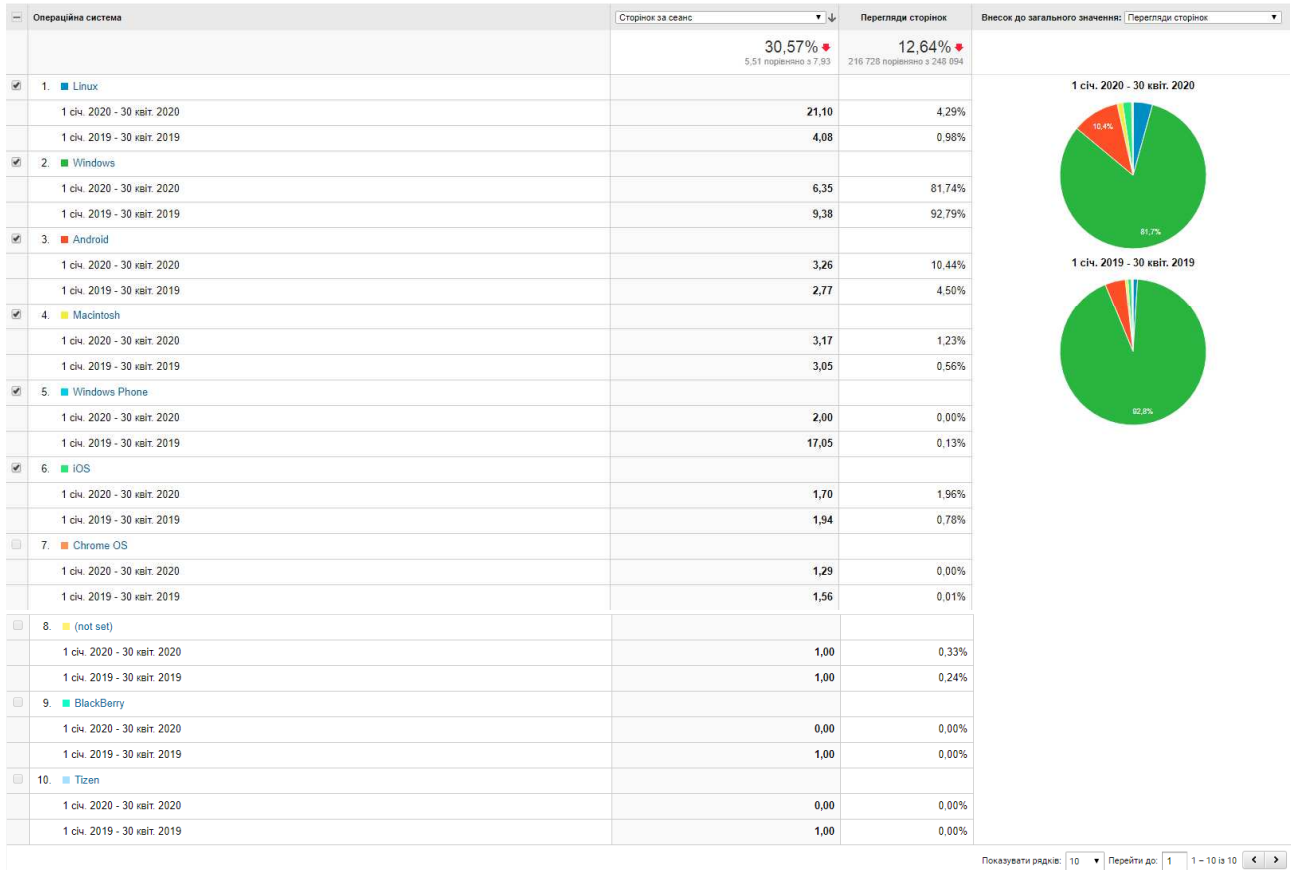 Операційна система Сторінок за сеанс Перегляди сторінок Внесок до загального значення: Перегляди сторінок
30,57% 12,64%
5,51 порівняно з 7,93 216 728 порівняно з 248 094
1. Linux
1 січ. 2020 - 30 квіт. 2020 21,10 4,29%
1 січ. 2019 - 30 квіт. 2019 4,08 0,98%
2. Windows
1 січ. 2020 - 30 квіт. 2020 6,35 81,74%
1 січ. 2019 - 30 квіт. 2019 9,38 92,79%
3. Android
1 січ. 2020 - 30 квіт. 2020 3,26 10,44%
1 січ. 2019 - 30 квіт. 2019 2,77 4,50%
4. Macintosh
1 січ. 2020 - 30 квіт. 2020 3,17 1,23%
1 січ. 2019 - 30 квіт. 2019 3,05 0,56%
5. Windows Phone
1 січ. 2020 - 30 квіт. 2020 2,00 0,00%
1 січ. 2019 - 30 квіт. 2019 17,05 0,13%
6. iOS
1 січ. 2020 - 30 квіт. 2020 1,70 1,96%
1 січ. 2019 - 30 квіт. 2019 1,94 0,78%
7. Chrome OS
1 січ. 2020 - 30 квіт. 2020 1,29 0,00%
1 січ. 2019 - 30 квіт. 2019 1,56 0,01%
8. (not set)
1 січ. 2020 - 30 квіт. 2020 1,00 0,33%
1 січ. 2019 - 30 квіт. 2019 1,00 0,24%
9. BlackBerry
1 січ. 2020 - 30 квіт. 2020 0,00 0,00%
1 січ. 2019 - 30 квіт. 2019 1,00 0,00%
10. Tizen
1 січ. 2020 - 30 квіт. 2020 0,00 0,00%
1 січ. 2019 - 30 квіт. 2019 1,00 0,00%
1 січ. 2020 - 30 квіт. 2020
10,4%
81,7%
1 січ. 2019 - 30 квіт. 2019
92,8%
Показувати рядків: 10 Перейти до: 1 1 – 10 із 10